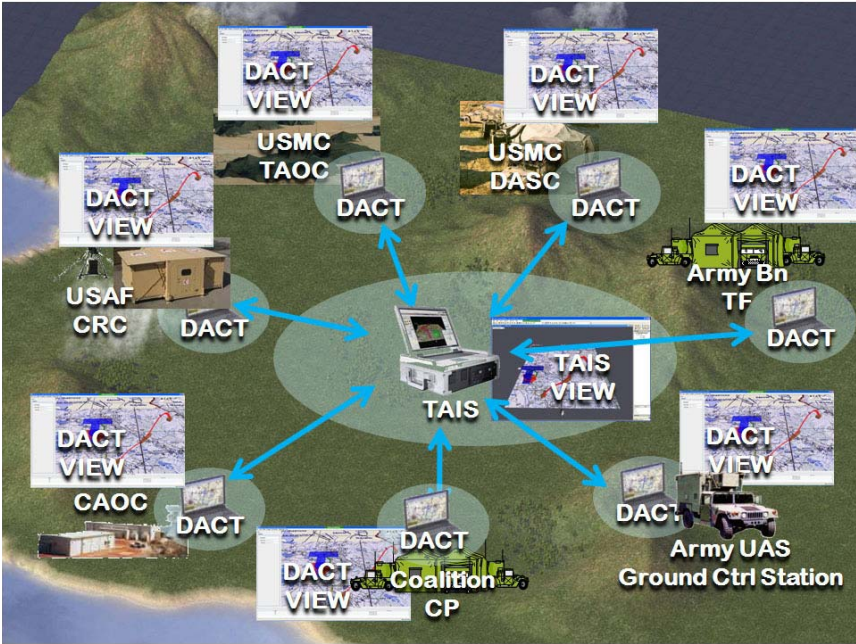 DACT
VIEW
DACT
VIEW
USMC
TAOC
USMC
DASC
DACT
VIEW
DACT
VIEW
DACT
DACT
Army Bn
TF
USAF
CRC
DACT
DACT
TAIS
VIEW
TAIS
DACT
VIEW
DACT
VIEW
CAOC
DACT
DACT
DACT
Army UAS
Ground Ctrl Station
DACT
VIEW
Coalition
CP